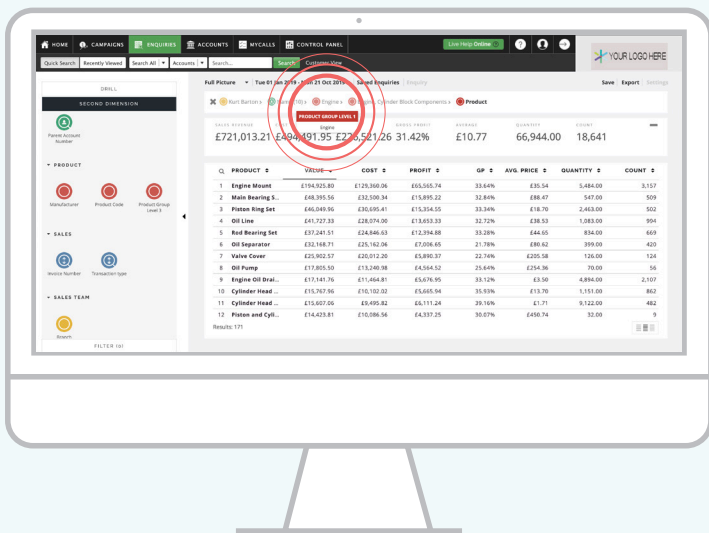 HOME CAMPAIGNS ENQUIRIES ACCOUNTS MYCALLS CONTROL PANEL Live Help Online
YOUR LOGO HERE
Quick Search Recently Viewed Search All Accounts Search... Search Customer View
DRILL
SECOND DIMENSION
Parent Account
Number
PRODUCT
Manufacturer Product Code Product Group
Level 3
SALES
Invoice Number Transaction type
SALES TEAM
Branch
FILTER (0)
Full Picture Tue 01 Jan 2019 - Mon 21 Oct 2019 Saved Enquiries Enquiry Save Export Settings
Kurt Barton Engine Engine, Cylinder Block Components Product
PRODUCT GROUP LEVEL 1
Engine
SALES REVENUE GROSS PROFIT AVERAGE QUANTITY COUNT
£721,013.21 £494,491.95 £226,521.26 31.42% £10.77 66,944.00 18,641
PRODUCT VALUE COST PROFIT GP AVG. PRICE QUANTITY COUNT
1 Engine Mount £194,925.80 £129,360.06 £65,565.74 33.64% £35.54 5,484.00 3,157
2 Main Bearing S... £48,395.56 £32,500.34 £15,895.22 32.84% £88.47 547.00 509
3 Piston Ring Set £46,049.96 £30,695.41 £15,354.55 33.34% £18.70 2,463.00 502
4 Oil Line £41,727.33 £28,074.00 £13,653.33 32.72% £38.53 1,083.00 994
5 Rod Bearing Set £37,241.51 £24,846.63 £12,394.88 33.28% £44.65 834.00 669
6 Oil Separator £32,168.71 £25,162.06 £7,006.65 21.78% £80.62 399.00 420
7 Valve Cover £25,902.57 £20,012.20 £5,890.37 22.74% £205.58 126.00 124
8 Oil Pump £17,805.50 £13,240.98 £4,564.52 25.64% £254.36 70.00 56
9 Engine Oil Drai... £17,141.76 £11,464.81 £5,676.95 33.12% £3.50 4,894.00 2,107
10 Cylinder Head ... £15,767.96 £10,102.02 £5,665.94 35.93% £13.70 1,151.00 862
11 Cylinder Head ... £15,607.06 £9,495.82 £6,111.24 39.16% £1.71 9,122.00 482
12 Piston and Cyli... £14,423.81 £10,086.56 £4,337.25 30.07% £450.74 32.00 9
Results: 171